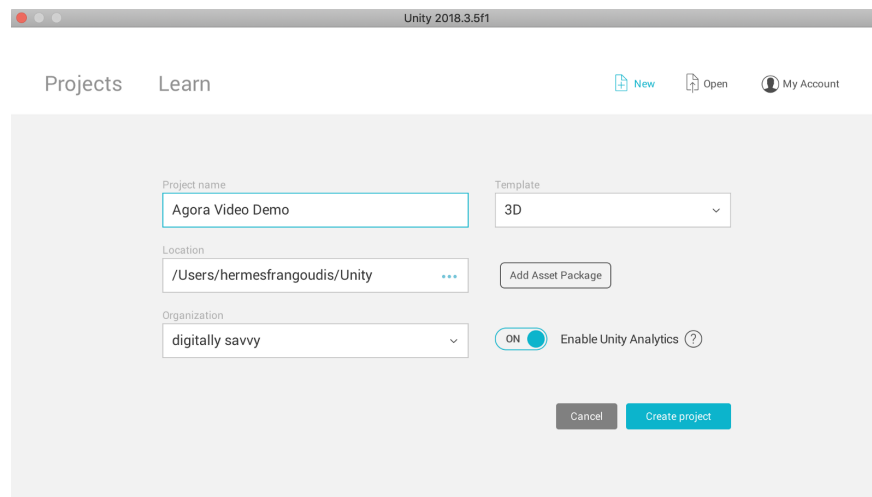 Unity 2018.3.5f1
Projects Learn New Open My Account
Project name Template
Agora Video Demo 3D
Location
/Users/hermesfrangoudis/Unity Add Asset Package
Organization
digitally savvy ON Enable Unity Analytics ?
Cancel Create project